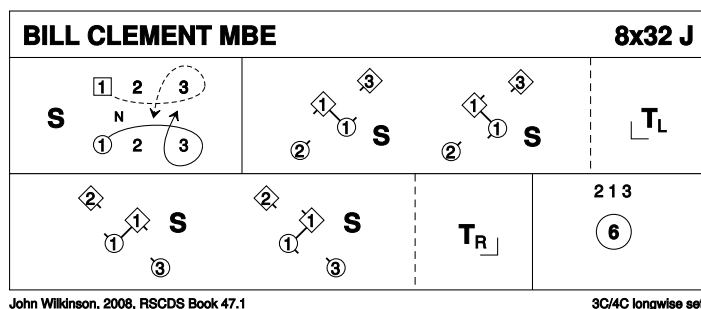 BILL CLEMENT MBE 8x32 J
1 2 3
S N
1 2 3
3 3
1 1
1 S 1 S
2 2
TL
2 2
1 S 1 S
1 1
3 3
TR
2 1 3
6
John Wilkinson, 2008, RSCDS Book 47.1 3C/4C longwise set